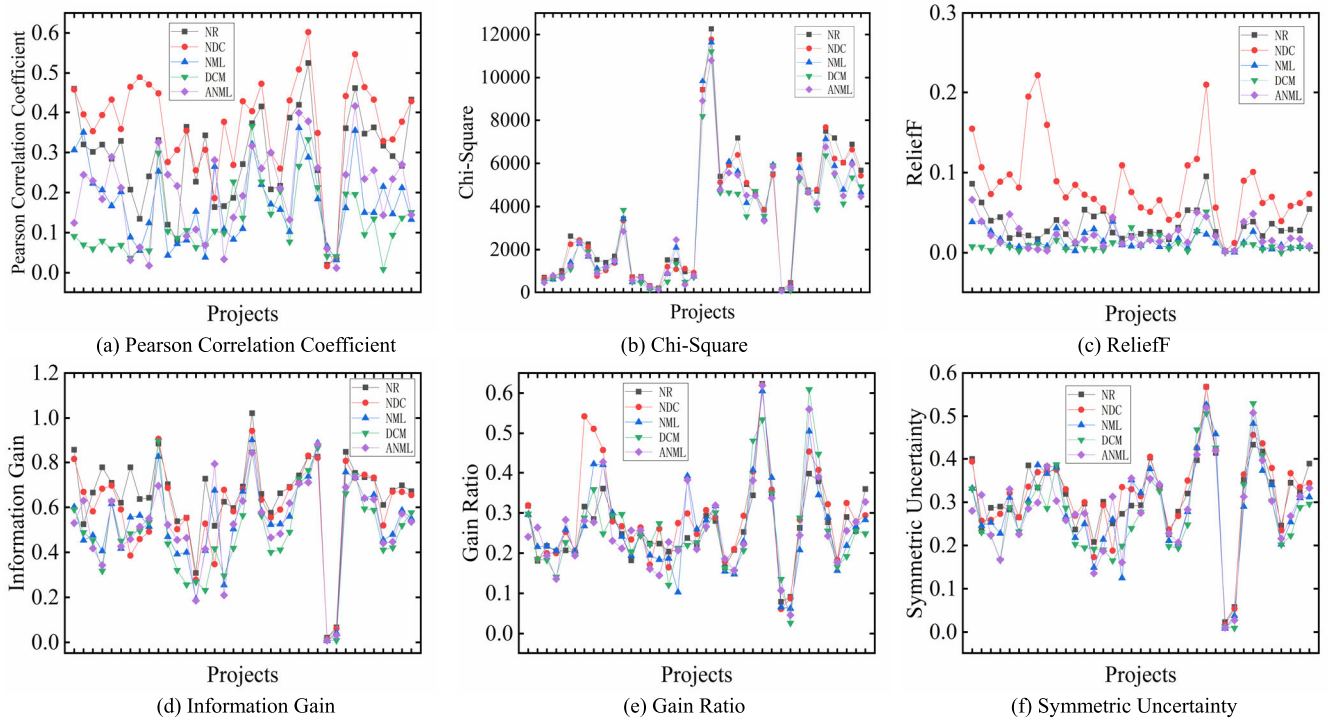 0.6
0.5
0.4
0.3
0.2
0.1
0.0
Pearson Correlation Coefficient
NR
NDC
NML
DCM
ANML
Projects
(a) Pearson Correlation Coefficient
12000
10000
8000
6000
4000
2000
0
Chi-Square
NR
NDC
NML
DCM
ANML
Projects
(b) Chi-Square
0.3
0.2
0.1
0.0
ReliefF
NR
NDC
NML
DCM
ANML
Projects
(c) ReliefF
1.2
1.0
0.8
0.6
0.4
0.2
0.0
Information Gain
NR
NDC
NML
DCM
ANML
Projects
(d) Information Gain
0.6
0.5
0.4
0.3
0.2
0.1
0.0
Gain Ratio
NR
NDC
NML
DCM
ANML
Projects
(e) Gain Ratio
0.6
0.5
0.4
0.3
0.2
0.1
0.0
Symmetric Uncertainty
NR
NDC
NML
DCM
ANML
Projects
(f) Symmetric Uncertainty